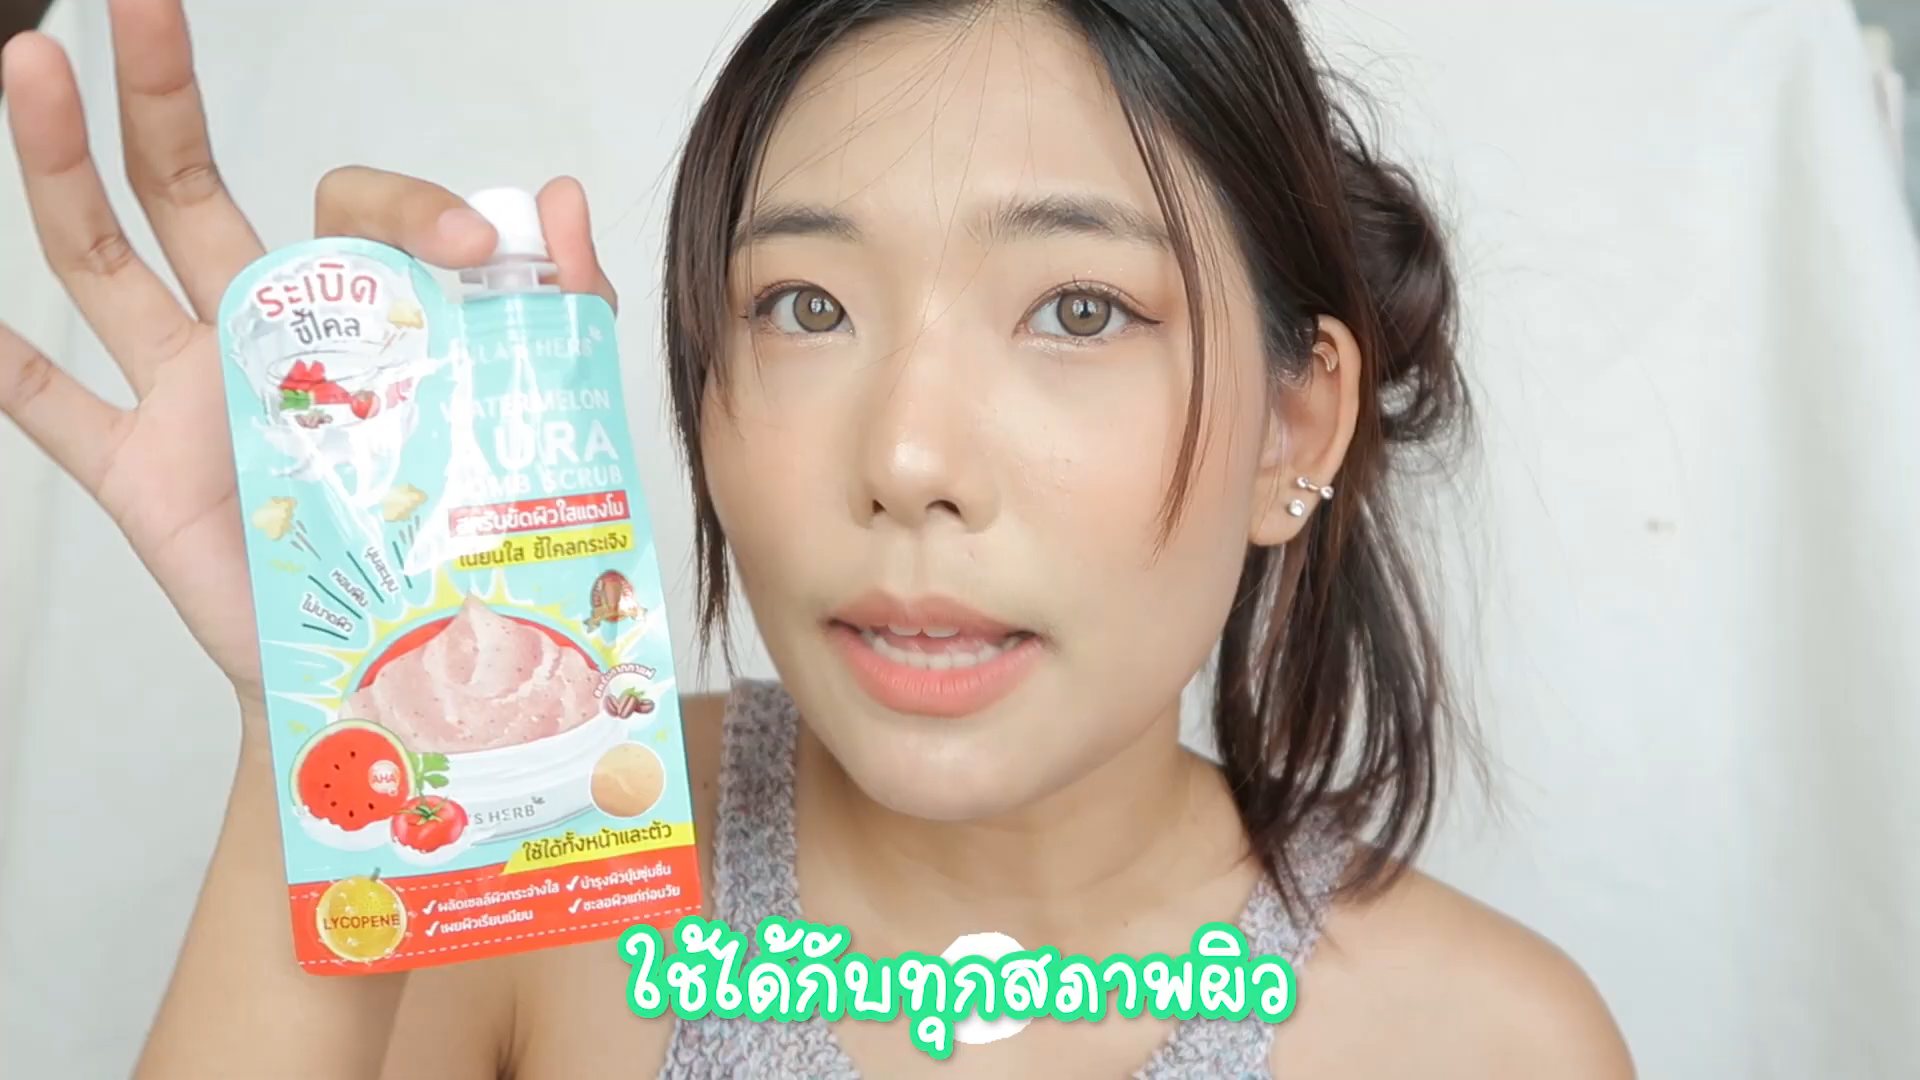 ระเบิด
ขี้ไคล
HERB
WATERMELON
AURA
SCRUB
สครับขัดผิวใสแตงโม
เนียนใส ขี้ไคลกระเจิง
นุ่มละมุน
หอมฟิน
ไม่บาดผิว
AHA
'S HERB
ใช้ได้ทั้งหน้าและตัว
LYCOPENE
✓ ผลัดเซลล์ผิวกระจ่างใส ✓ บำรุงผิวนุ่มชุ่มชื่น
✓ เผยผิวเรียบเนียน ✓ ชะลอผิวแก่ก่อนวัย
ใช้ได้กับทุกสภาพผิว